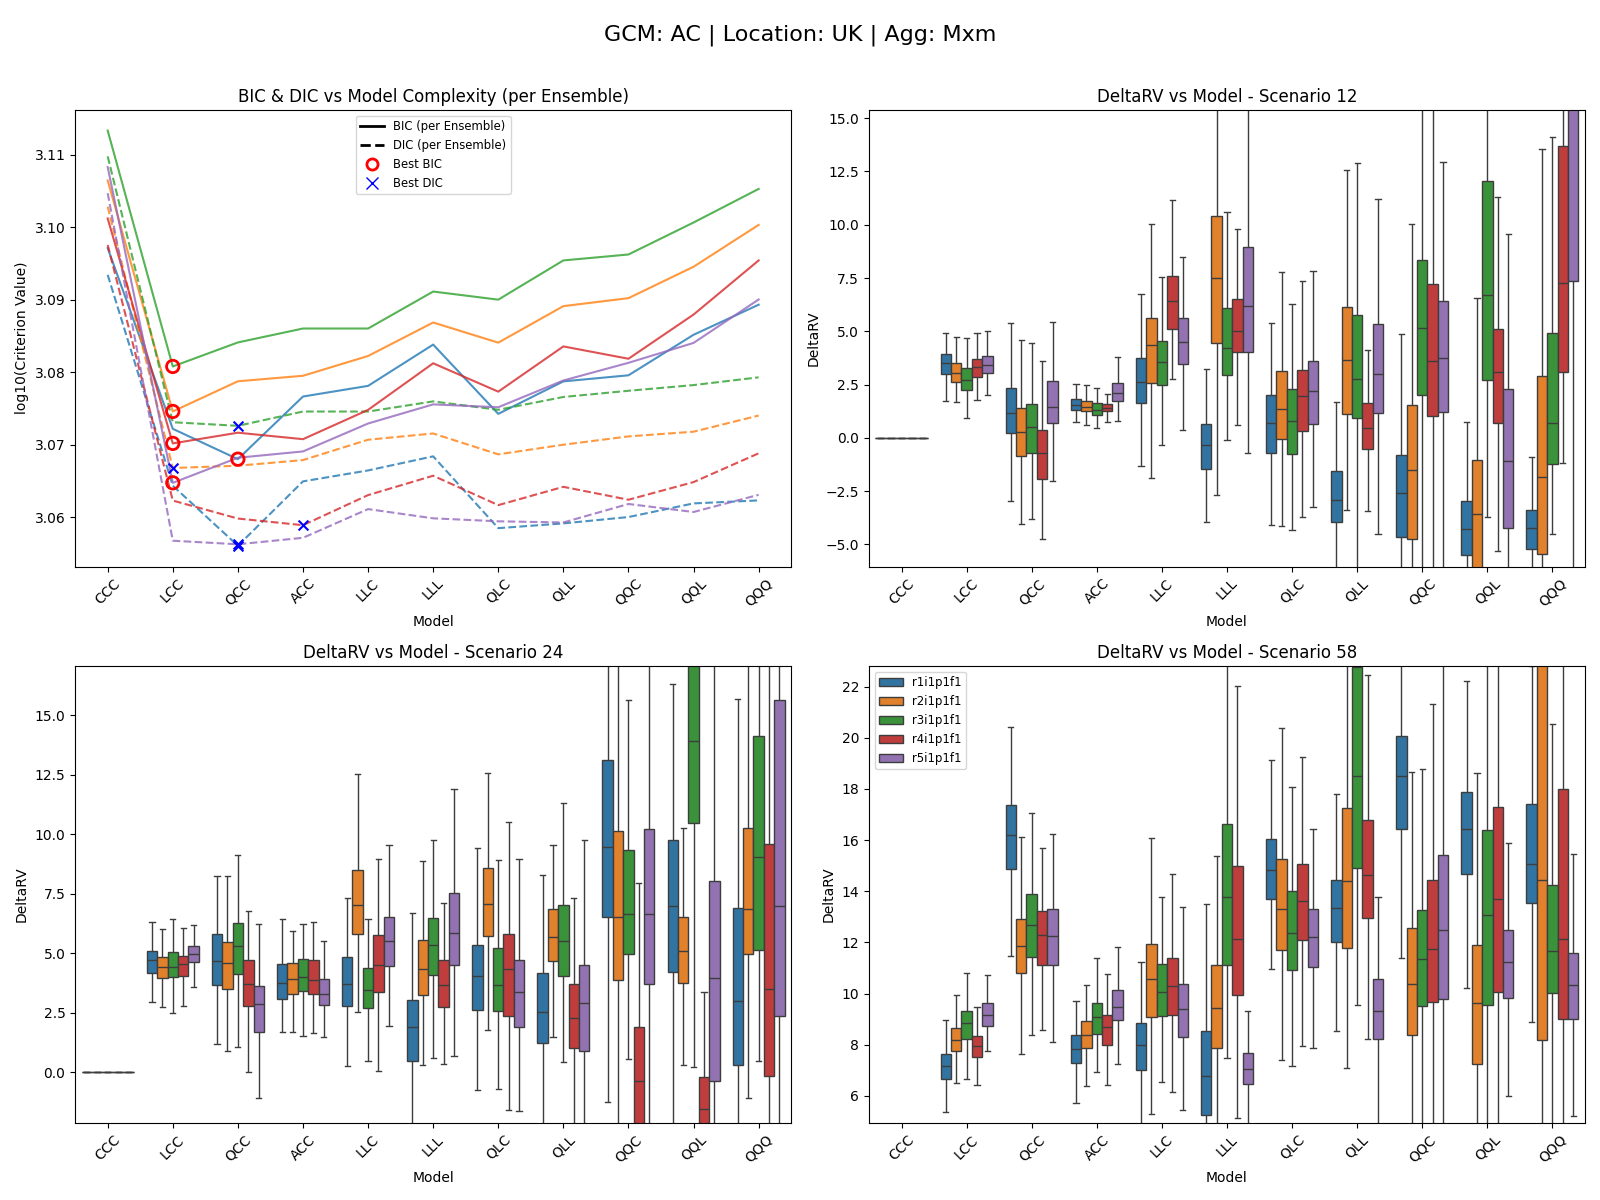 GCM: AC | Location: UK | Agg: Mxm
BIC & DIC vs Model Complexity (per Ensemble)
log10(Criterion Value)
3.11
3.10
3.09
3.08
3.07
3.06
BIC (per Ensemble)
DIC (per Ensemble)
Best BIC
Best DIC
CCC LCC QCC ACC LLC LLL QLC QLL QQC QQL QQQ
Model
DeltaRV vs Model - Scenario 12
DeltaRV
15.0
12.5
10.0
7.5
5.0
2.5
0.0
−2.5
−5.0
CCC LCC QCC ACC LLC LLL QLC QLL QQC QQL QQQ
Model
DeltaRV vs Model - Scenario 24
DeltaRV
15.0
12.5
10.0
7.5
5.0
2.5
0.0
CCC LCC QCC ACC LLC LLL QLC QLL QQC QQL QQQ
Model
DeltaRV vs Model - Scenario 58
DeltaRV
22
20
18
16
14
12
10
8
6
r1i1p1f1
r2i1p1f1
r3i1p1f1
r4i1p1f1
r5i1p1f1
CCC LCC QCC ACC LLC LLL QLC QLL QQC QQL QQQ
Model